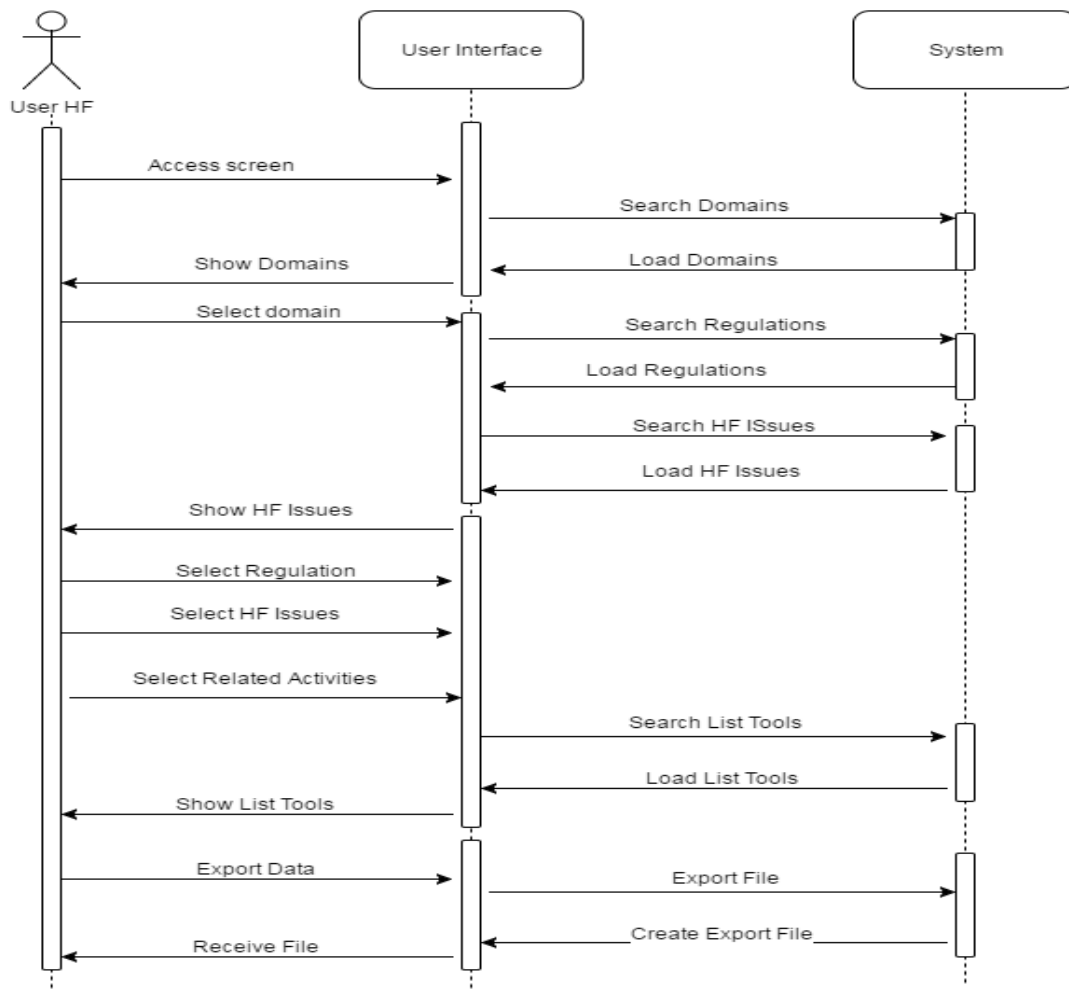 User Interface
System
User HF
Access screen
Search Domains
Load Domains
Show Domains
Select domain
Search Regulations
Load Regulations
Search HF ISsues
Load HF Issues
Show HF Issues
Select Regulation
Select HF Issues
Select Related Activities
Search List Tools
Load List Tools
Show List Tools
Export Data
Export File
Create Export File
Receive File